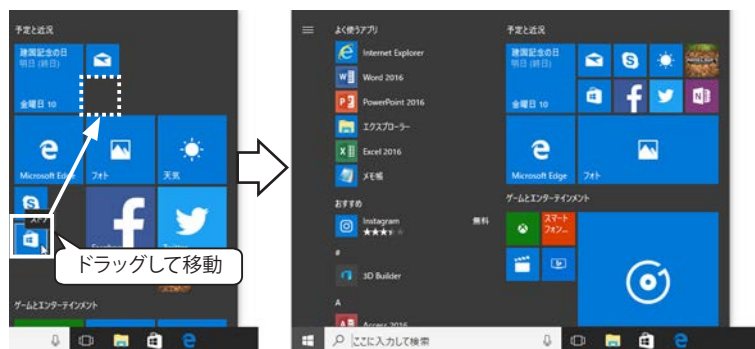 予定と近況
建国記念の日
明日 (終日)
金曜日 10
Microsoft Edge
フォト
天気
ドラッグして移動
ゲームとエンターテインメント
よく使うアプリ
Internet Explorer
Word 2016
PowerPoint 2016
エクスプローラー
Excel 2016
メモ帳
おすすめ
Instagram
無料
#
3D Builder
A
Access 2016
ここに入力して検索
予定と近況
建国記念の日
明日 (終日)
金曜日 10
Microsoft Edge
フォト
ゲームとエンターテインメント
スマート
フォン...